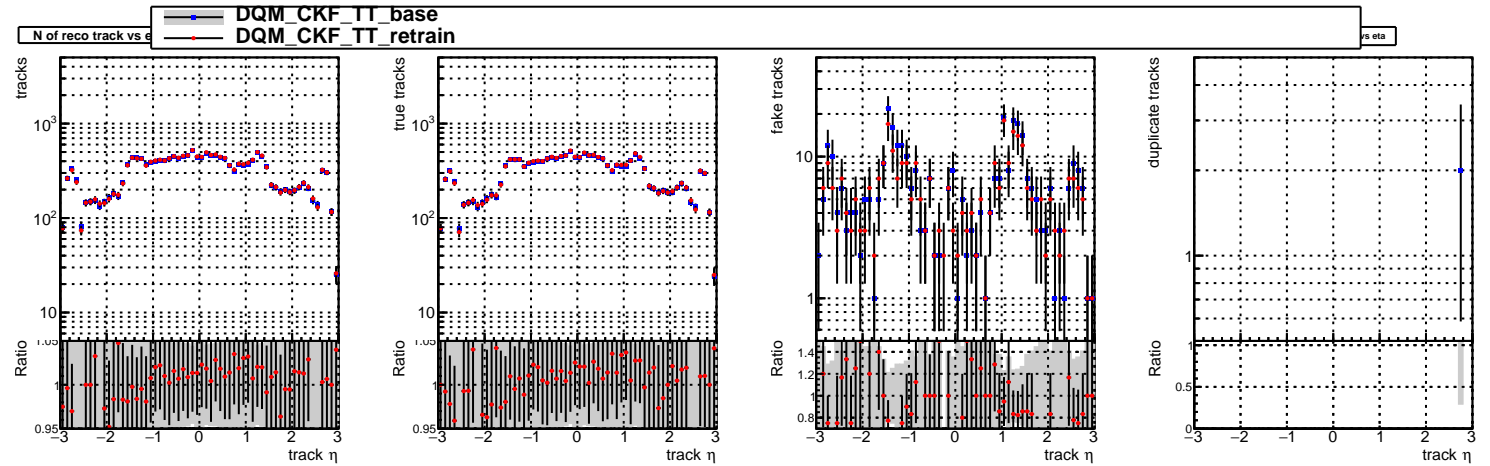 DQM_CKF_TT_base
DQM_CKF_TT_retrain
N of reco track vs e
vs eta
tracks
10³
10²
10
Ratio
1
0.95
−3 −2 −1 0 1 2 3
track η
true tracks
10³
10²
10
Ratio
1
0.95
−3 −2 −1 0 1 2 3
track η
fake tracks
10
1
Ratio
1.4
1.2
1
0.8
−3 −2 −1 0 1 2 3
track η
duplicate tracks
1
Ratio
1
0.5
0
−3 −2 −1 0 1 2 3
track η